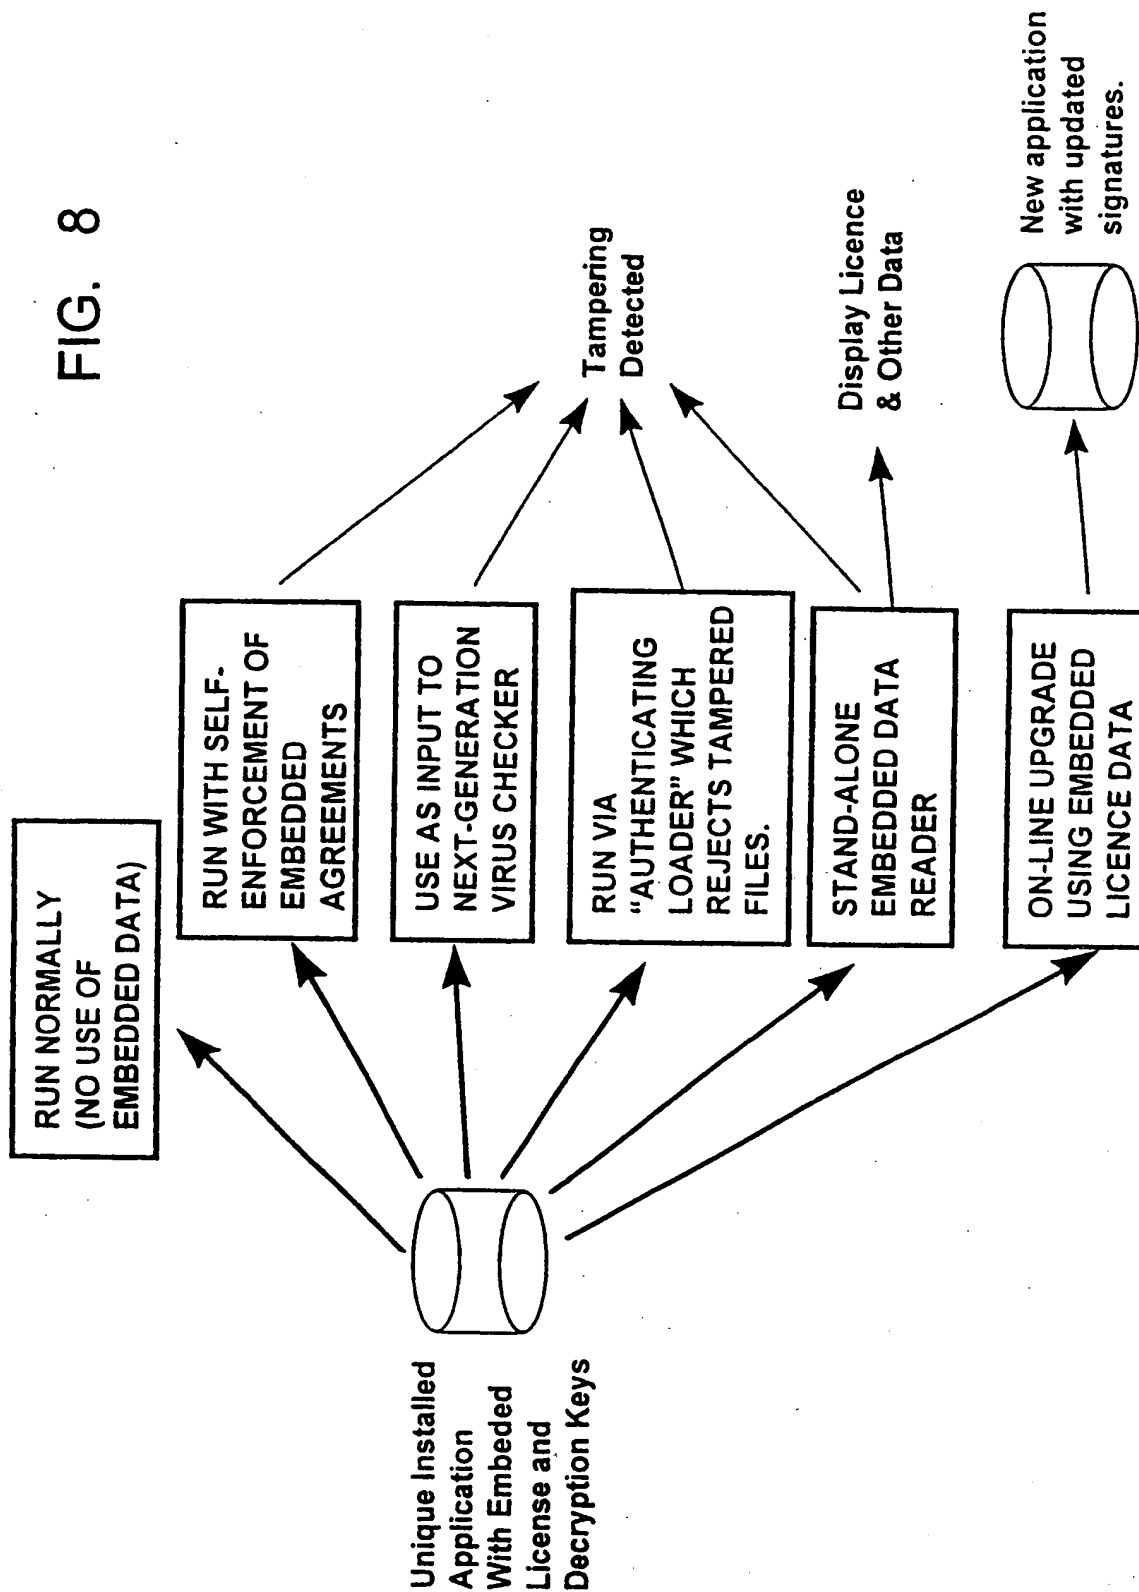 FIG. 8
Unique Installed
Application
With Embeded
License and
Decryption Keys
RUN NORMALLY
(NO USE OF
EMBEDDED DATA)
RUN WITH SELF-
ENFORCEMENT OF
EMBEDDED
AGREEMENTS
USE AS INPUT TO
NEXT-GENERATION
VIRUS CHECKER
RUN VIA
"AUTHENTICATING
LOADER" WHICH
REJECTS TAMPERED
FILES.
STAND-ALONE
EMBEDDED DATA
READER
ON-LINE UPGRADE
USING EMBEDDED
LICENCE DATA
Tampering
Detected
Display Licence
& Other Data
New application
with updated
signatures.